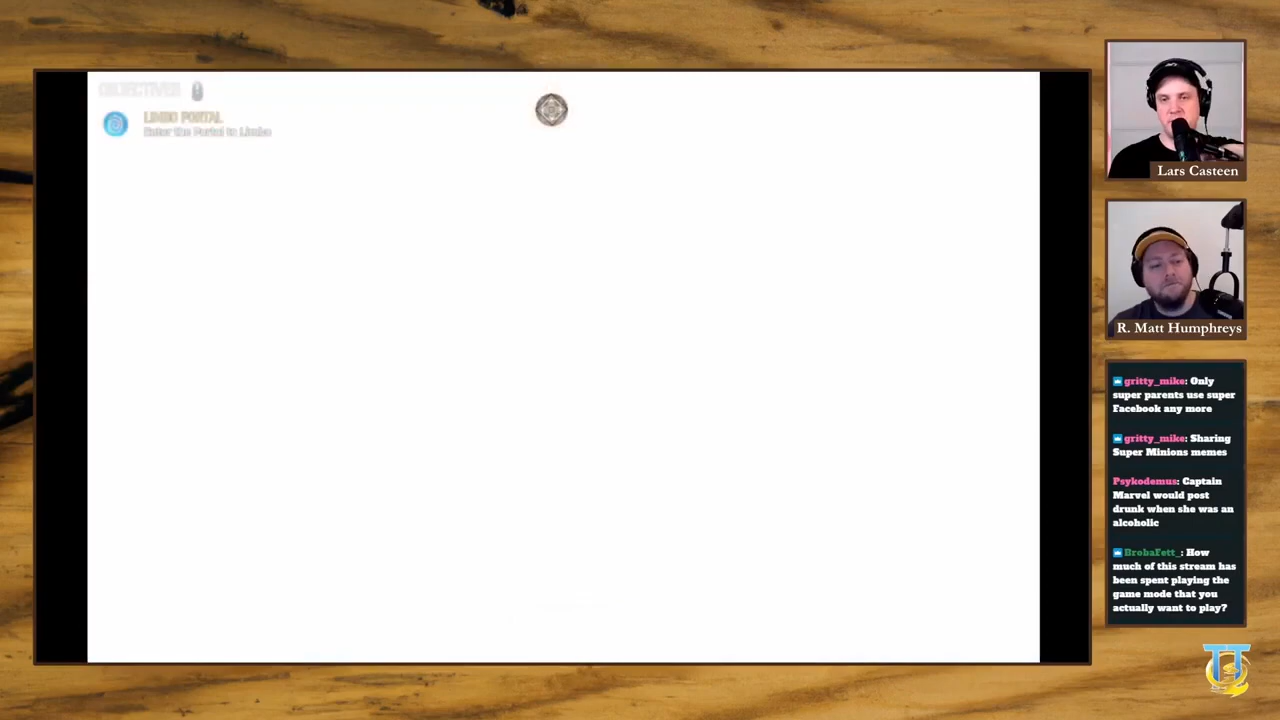 OBJECTIVES
LIMBO PORTAL
Enter the Portal to Limbo
Lars Casteen
R. Matt Humphreys
gritty_mike: Only
super parents use super
Facebook any more
gritty_mike: Sharing
Super Minions memes
Psykodemus: Captain
Marvel would post
drunk when she was an
alcoholic
BrobaFett_: How
much of this stream has
been spent playing the
game mode that you
actually want to play?
TT